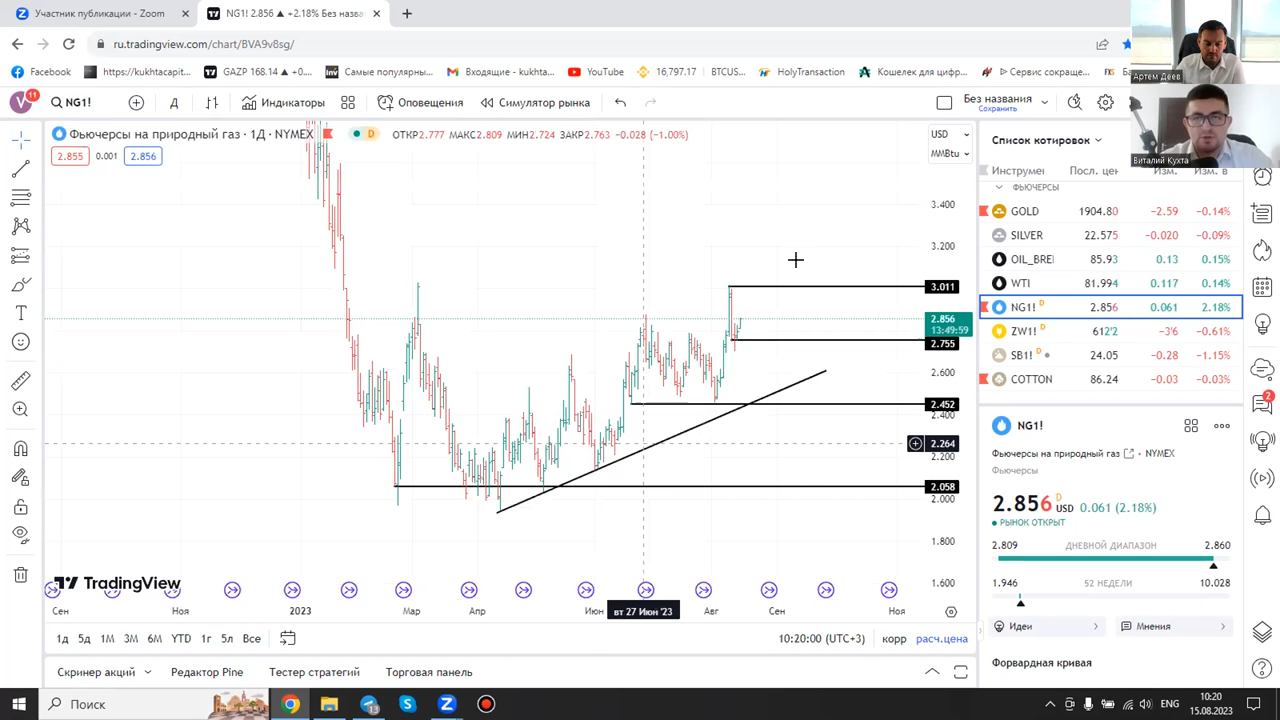 Участник публикации - Zoom
NG1! 2.856 ▲ +2.18% Без назва
ru.tradingview.com/chart/BVA9v8sg/
Facebook
https://kukhtacapit...
GAZP 168.14 ▲ +0....
Самые популярны...
Входящие - kukhta...
YouTube
16,797.17 | BTCUS...
HolyTransaction
Кошелек для цифр...
Сервис сокраще...
Артем Деев
Виталий Кухта
V
11
NG1!
Д
Индикаторы
Оповещения
Симулятор рынка
Без названия
Сохранить
Фьючерсы на природный газ · 1Д · NYMEX
D
ОТКР2.777 МАКС2.809 МИН2.724 ЗАКР2.763 -0.028 (-1.00%)
2.855
0.001
2.856
USD
MMBtu
3.400
3.200
3.011
2.856
13:49:59
2.755
2.600
2.452
2.400
2.264
2.200
2.058
2.000
1.800
1.600
TradingView
Сен
Ноя
2023
Мар
Апр
Июн
вт 27 Июн '23
Авг
Сен
Ноя
1д 5д 1М 3М 6М YTD 1г 5л Все
10:20:00 (UTC+3)
корр
расч.цена
Скринер акций
Редактор Pine
Тестер стратегий
Торговая панель
Список котировок
Инструмент
Посл. цен
Изм.
Изм. в
ФЬЮЧЕРСЫ
GOLD 1904.80 -2.59 -0.14%
SILVER 22.575 -0.020 -0.09%
OIL_BRE 85.93 0.13 0.15%
WTI 81.994 0.117 0.14%
NG1! D 2.856 0.061 2.18%
ZW1! D 612'2 -3'6 -0.61%
SB1! D 24.05 -0.28 -1.15%
COTTON 86.24 -0.03 -0.03%
NG1!
Фьючерсы на природный газ · NYMEX
Фьючерсы
2.856 D USD 0.061 (2.18%)
РЫНОК ОТКРЫТ
2.809 ДНЕВНОЙ ДИАПАЗОН 2.860
1.946 52 НЕДЕЛИ 10.028
Идеи
Мнения
Форвардная кривая
2
Поиск
ENG
10:20
15.08.2023